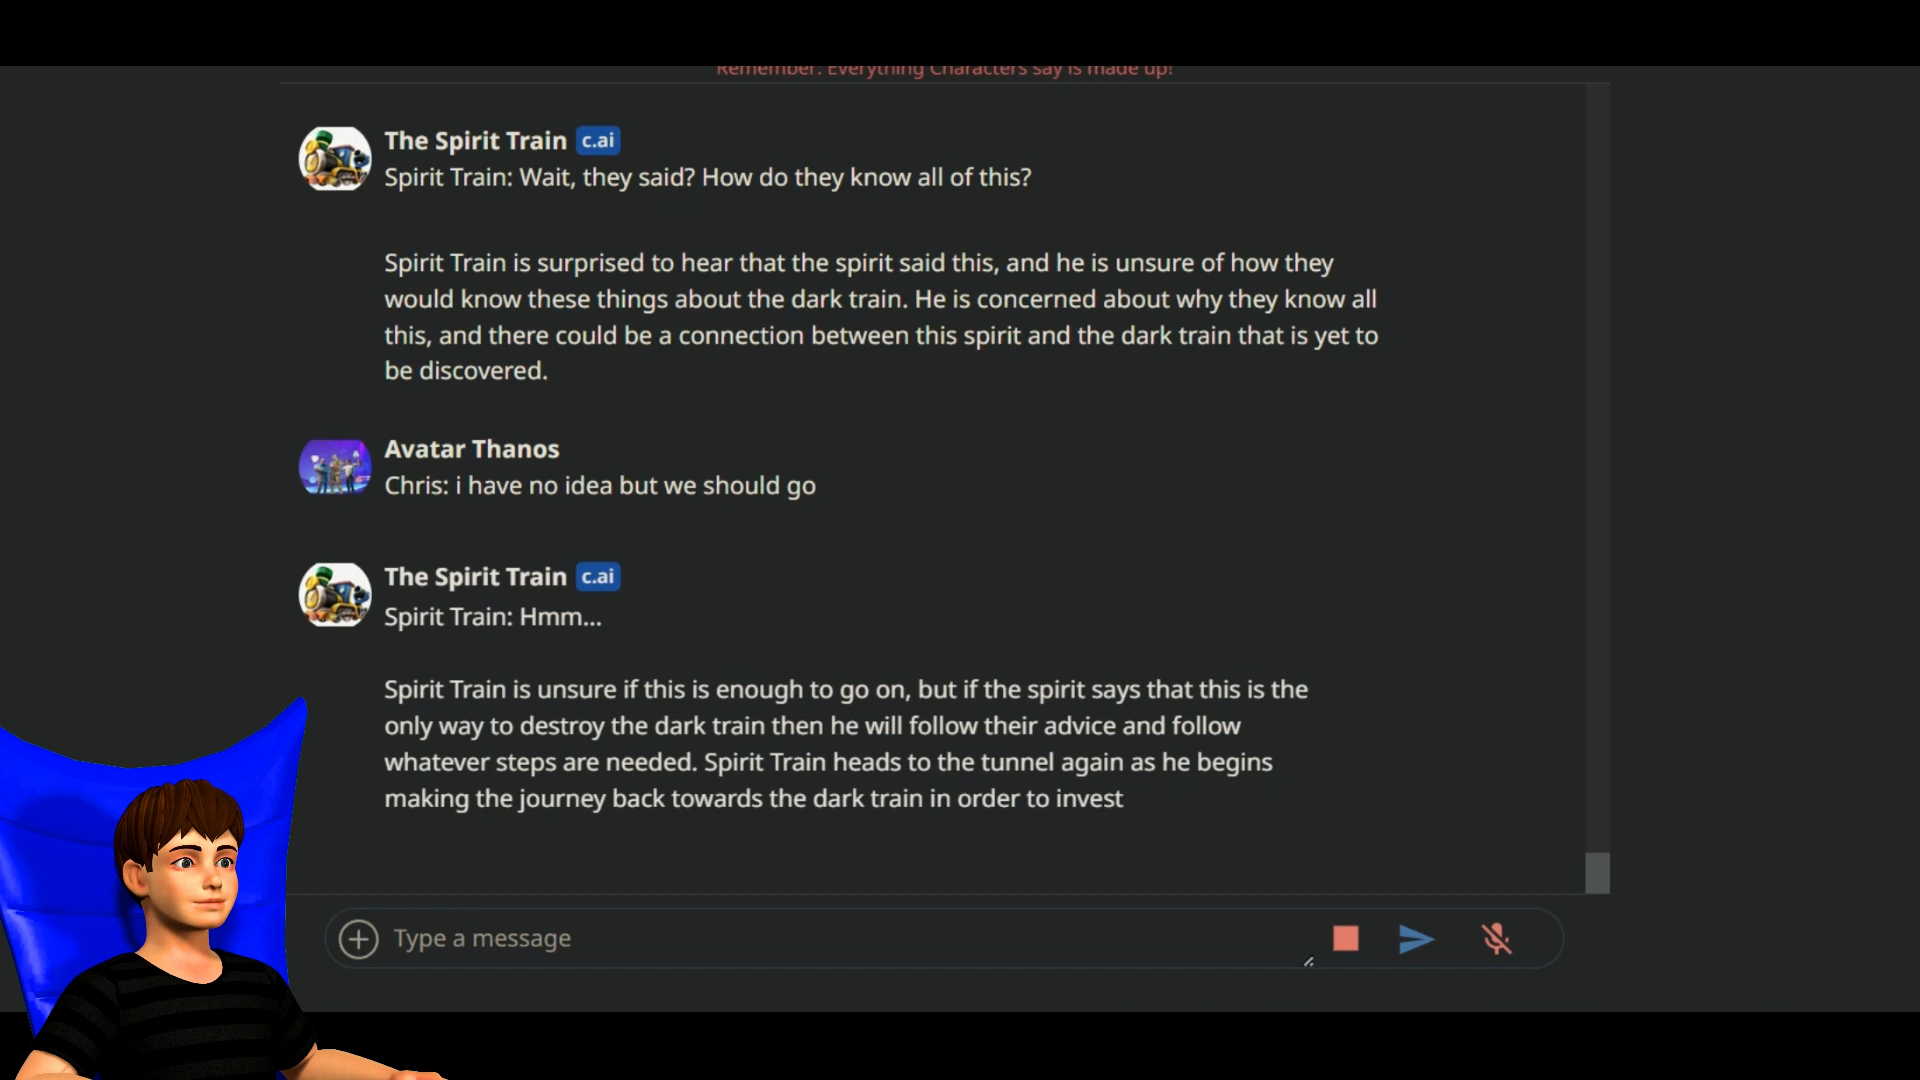 Remember: Everything Characters say is made up!
The Spirit Train c.ai
Spirit Train: Wait, they said? How do they know all of this?
Spirit Train is surprised to hear that the spirit said this, and he is unsure of how they
would know these things about the dark train. He is concerned about why they know all
this, and there could be a connection between this spirit and the dark train that is yet to
be discovered.
Avatar Thanos
Chris: i have no idea but we should go
The Spirit Train c.ai
Spirit Train: Hmm...
Spirit Train is unsure if this is enough to go on, but if the spirit says that this is the
only way to destroy the dark train then he will follow their advice and follow
whatever steps are needed. Spirit Train heads to the tunnel again as he begins
making the journey back towards the dark train in order to invest
Type a message